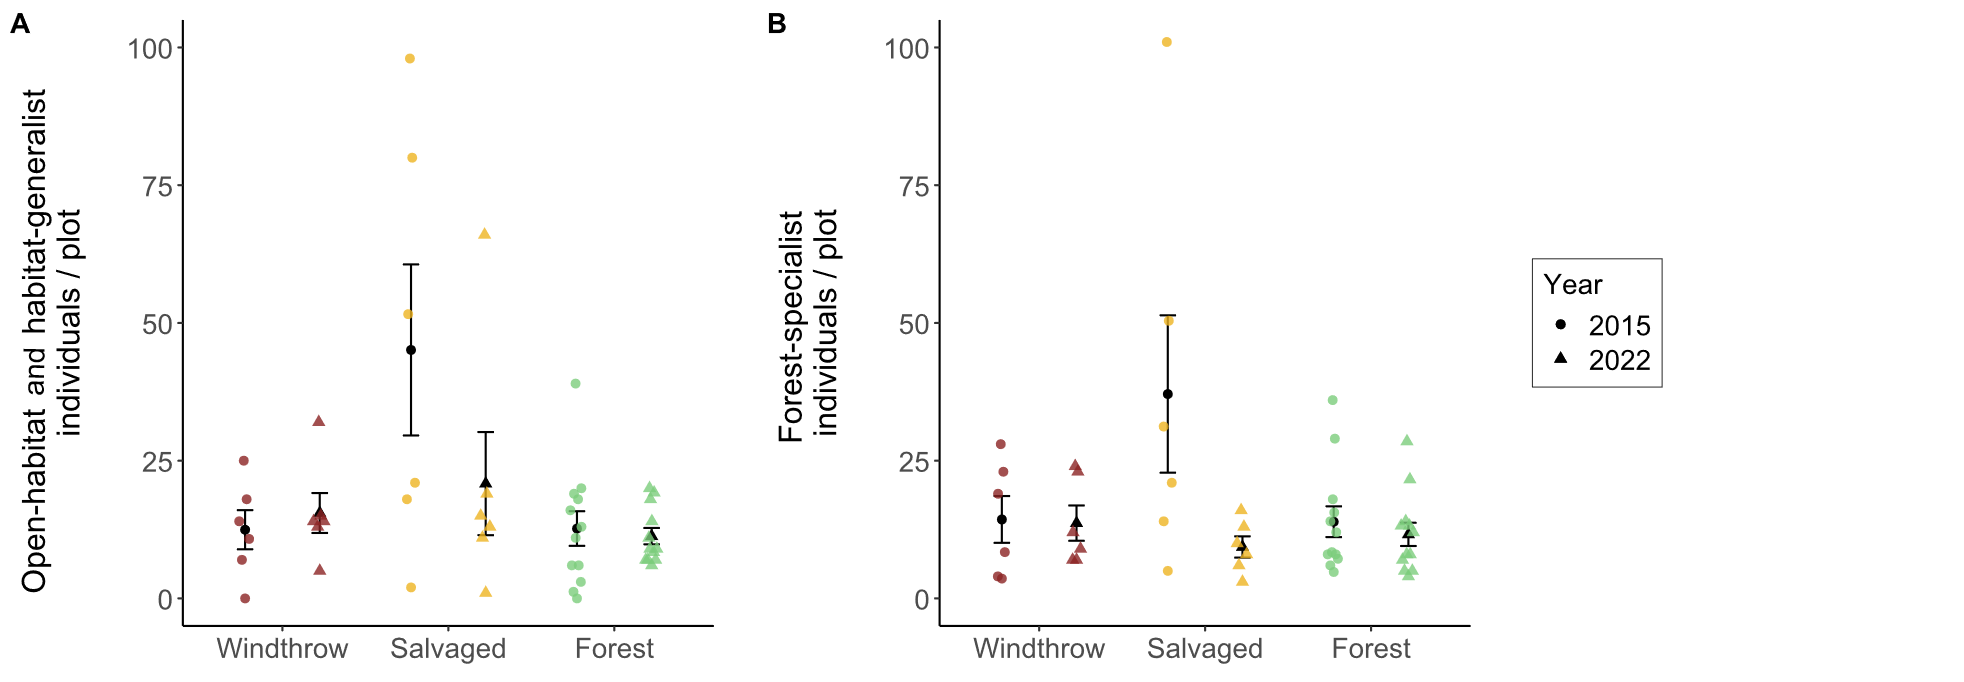 A
Open-habitat and habitat-generalist
individuals / plot
100
75
50
25
0
Windthrow Salvaged Forest
B
Forest-specialist
individuals / plot
100
75
50
25
0
Windthrow Salvaged Forest
Year
2015
2022